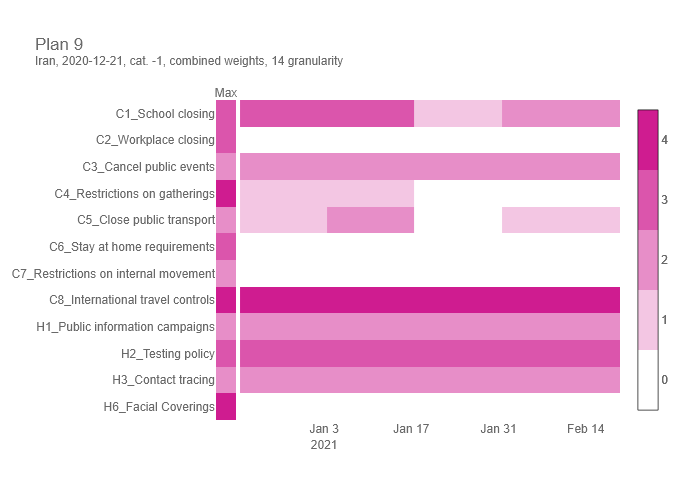 Plan 9
Iran, 2020-12-21, cat. -1, combined weights, 14 granularity
Max
C1_School closing
C2_Workplace closing
C3_Cancel public events
C4_Restrictions on gatherings
C5_Close public transport
C6_Stay at home requirements
C7_Restrictions on internal movement
C8_International travel controls
H1_Public information campaigns
H2_Testing policy
H3_Contact tracing
H6_Facial Coverings
4
3
2
1
0
Jan 3 Jan 17 Jan 31 Feb 14
2021